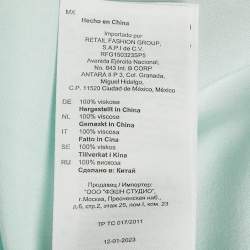 MX
Hecho en China
Importado por
RETAIL FASHION GROUP,
S.A.P.I de C.V.
RFG1503235P5
Avenida Ejército Nacional,
# 843 int. B CORP
ANTARA II P 3, Col. Granada,
Miguel Hidalgo,
C.P. 11520 Ciudad de México, México
DE 100% viskose
Hergestellt in China
NL 100% viscose
Gemaakt in China
IT 100% viscosa
Fatto in Cina
SE 100% viskos
Tillverkat i Kina
RU 100% вискоза
Сделано в: Китай
Продавец / Импортер:
ООО "ФЭШН СТУДИО"
г.Москва, Пресненская наб.,
д.6, стр.2, этаж 25, пом.I, ком. 23
ТР ТС 017/2011
12-01-2023